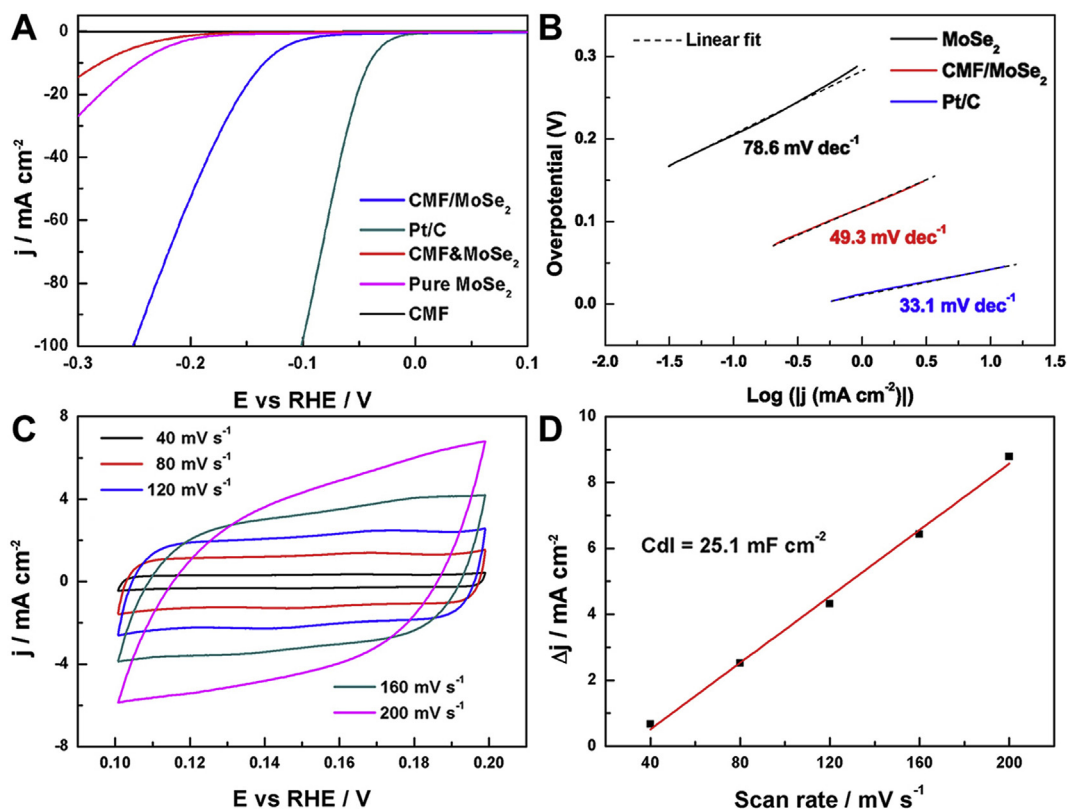 A
j / mA cm⁻²
0
-20
-40
-60
-80
-100
CMF/MoSe₂
Pt/C
CMF&MoSe₂
Pure MoSe₂
CMF
-0.3 -0.2 -0.1 0.0 0.1
E vs RHE / V
B
Overpotential (V)
0.3
0.2
0.1
0.0
Linear fit
MoSe₂
CMF/MoSe₂
Pt/C
78.6 mV dec⁻¹
49.3 mV dec⁻¹
33.1 mV dec⁻¹
-2.0 -1.5 -1.0 -0.5 0.0 0.5 1.0 1.5
Log (|j (mA cm⁻²)|)
C
j / mA cm⁻²
8
4
0
-4
-8
40 mV s⁻¹
80 mV s⁻¹
120 mV s⁻¹
160 mV s⁻¹
200 mV s⁻¹
0.10 0.12 0.14 0.16 0.18 0.20
E vs RHE / V
D
Δj / mA cm⁻²
10
8
6
4
2
0
Cdl = 25.1 mF cm⁻²
40 80 120 160 200
Scan rate / mV s⁻¹